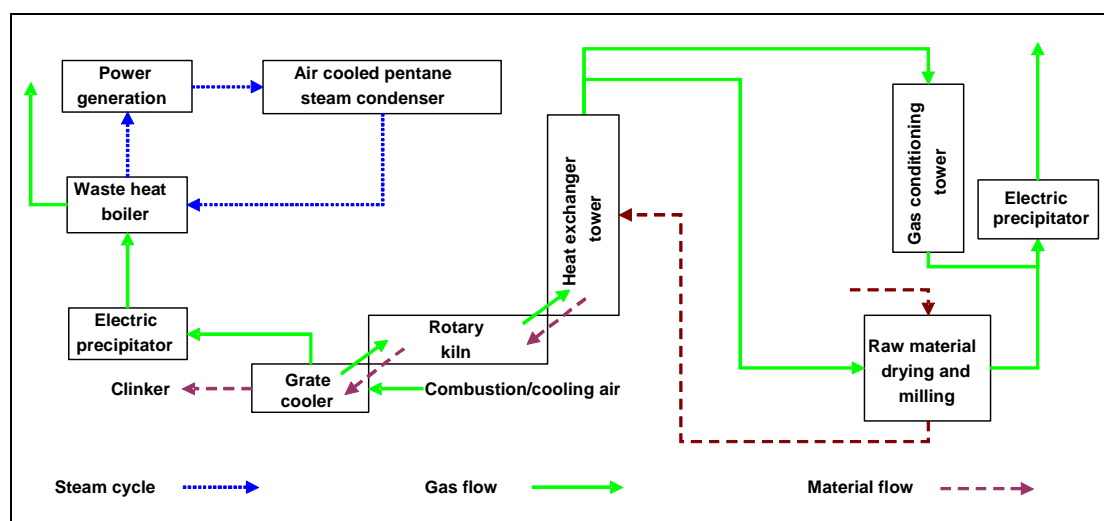 Power
generation
Air cooled pentane
steam condenser
Waste heat
boiler
Heat exchanger
tower
Gas conditioning
tower
Electric
precipitator
Electric
precipitator
Rotary
kiln
Raw material
drying and
milling
Clinker
Grate
cooler
Combustion/cooling air
Steam cycle
Gas flow
Material flow